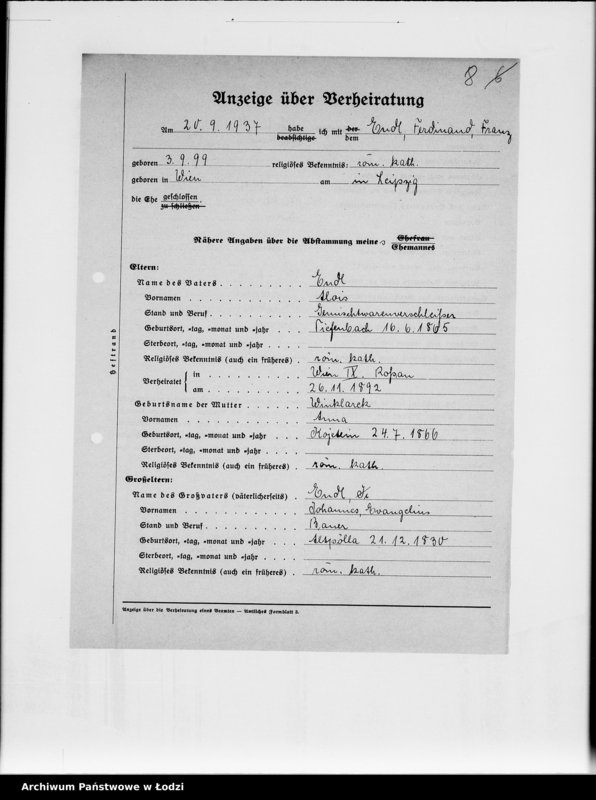 8 6
Anzeige über Verheiratung
Am 20. 9. 1937 habe ich mit der Endl, Ferdinand, Franz
beabsichtige dem
geboren 3. 9. 99 religiöses Bekenntnis: röm. kath.
geboren in Wien am in Leipzig
die Ehe geschlossen
zu schließen
Nähere Angaben über die Abstammung meines Ehefrau
Ehemannes
Heftrand
Eltern:
Name des Vaters Endl
Vornamen Alois
Stand und Beruf Gemischtwarenverschleißer
Geburtsort, =tag, =monat und =jahr Tiefenbach 16. 6. 1865
Sterbeort, =tag, =monat und =jahr
Religiöses Bekenntnis (auch ein früheres) röm. kath.
Verheiratet in Wien IX. Roßau
am 26. 11. 1892
Geburtsname der Mutter Winklarek
Vornamen Anna
Geburtsort, =tag, =monat und =jahr Kojetein 24. 7. 1866
Sterbeort, =tag, =monat und =jahr
Religiöses Bekenntnis (auch ein früheres) röm. kath.
Großeltern:
Name des Großvaters (väterlicherseits) Endl,
Vornamen Johannes, Ewangelius
Stand und Beruf Bauer
Geburtsort, =tag, =monat und =jahr Altpölla 21. 12. 1830
Sterbeort, =tag, =monat und =jahr
Religiöses Bekenntnis (auch ein früheres) röm. kath.
Anzeige über die Verheiratung eines Beamten — Amtliches Formblatt 3.
Archiwum Państwowe w Łodzi